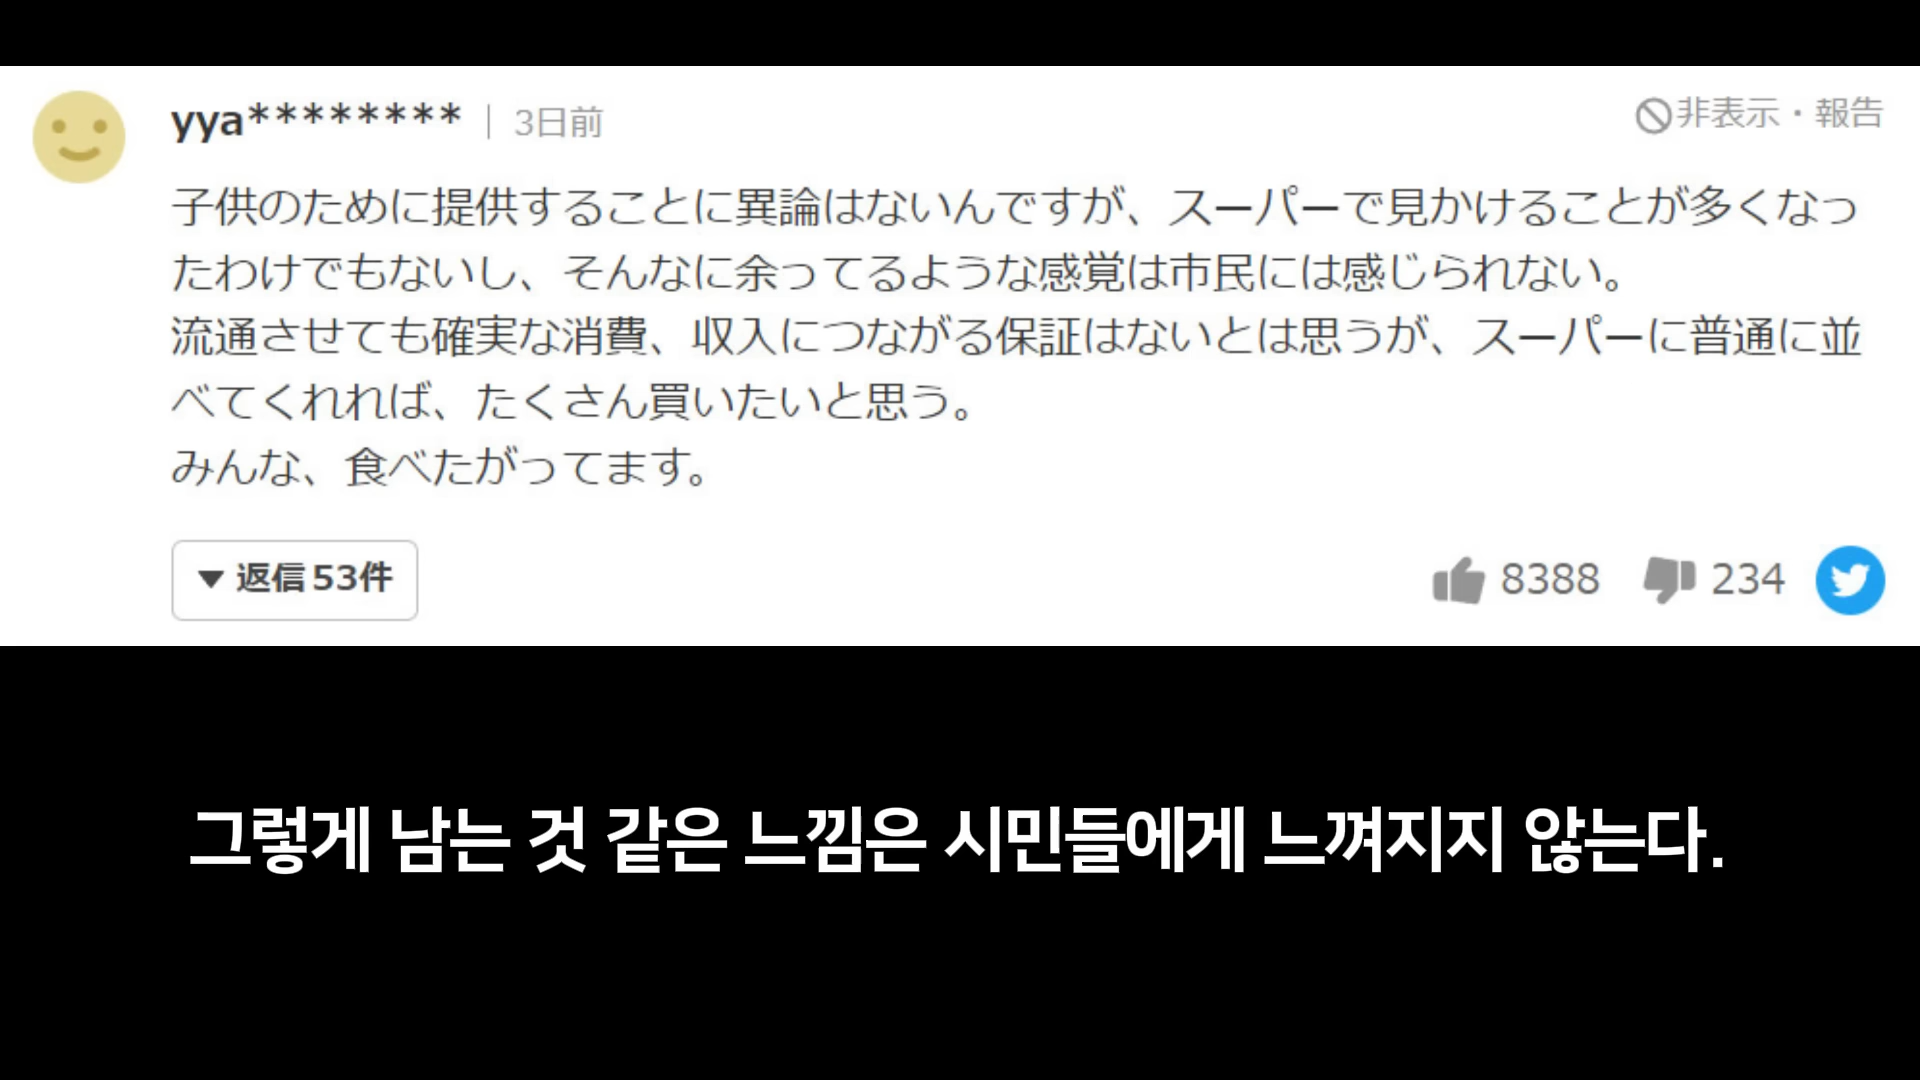 yya******** | 3日前
非表示・報告
子供のために提供することに異論はないんですが、スーパーで見かけることが多くなっ
たわけでもないし、そんなに余ってるような感覚は市民には感じられない。
流通させても確実な消費、収入につながる保証はないとは思うが、スーパーに普通に並
べてくれれば、たくさん買いたいと思う。
みんな、食べたがってます。
返信53件
8388
234
그렇게 남는 것 같은 느낌은 시민들에게 느껴지지 않는다.